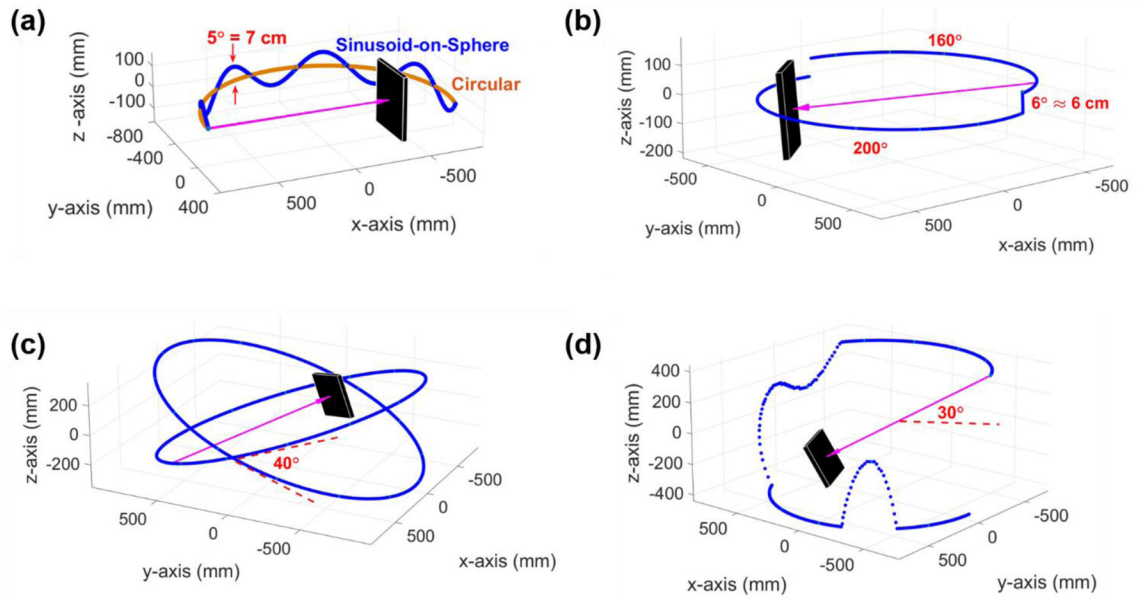 (a)
5° = 7 cm
Sinusoid-on-Sphere
Circular
z -axis (mm)
100
0
-100
-800
-400
0
400
y-axis (mm)
500
0
-500
x-axis (mm)
(b)
160°
6° ≈ 6 cm
200°
z-axis (mm)
100
0
-100
-200
-500
0
500
y-axis (mm)
500
0
-500
x-axis (mm)
(c)
40°
z-axis (mm)
200
0
-200
500
0
-500
y-axis (mm)
500
0
-500
x-axis (mm)
(d)
30°
z-axis (mm)
400
200
0
-200
-400
500
0
-500
x-axis (mm)
500
0
-500
y-axis (mm)